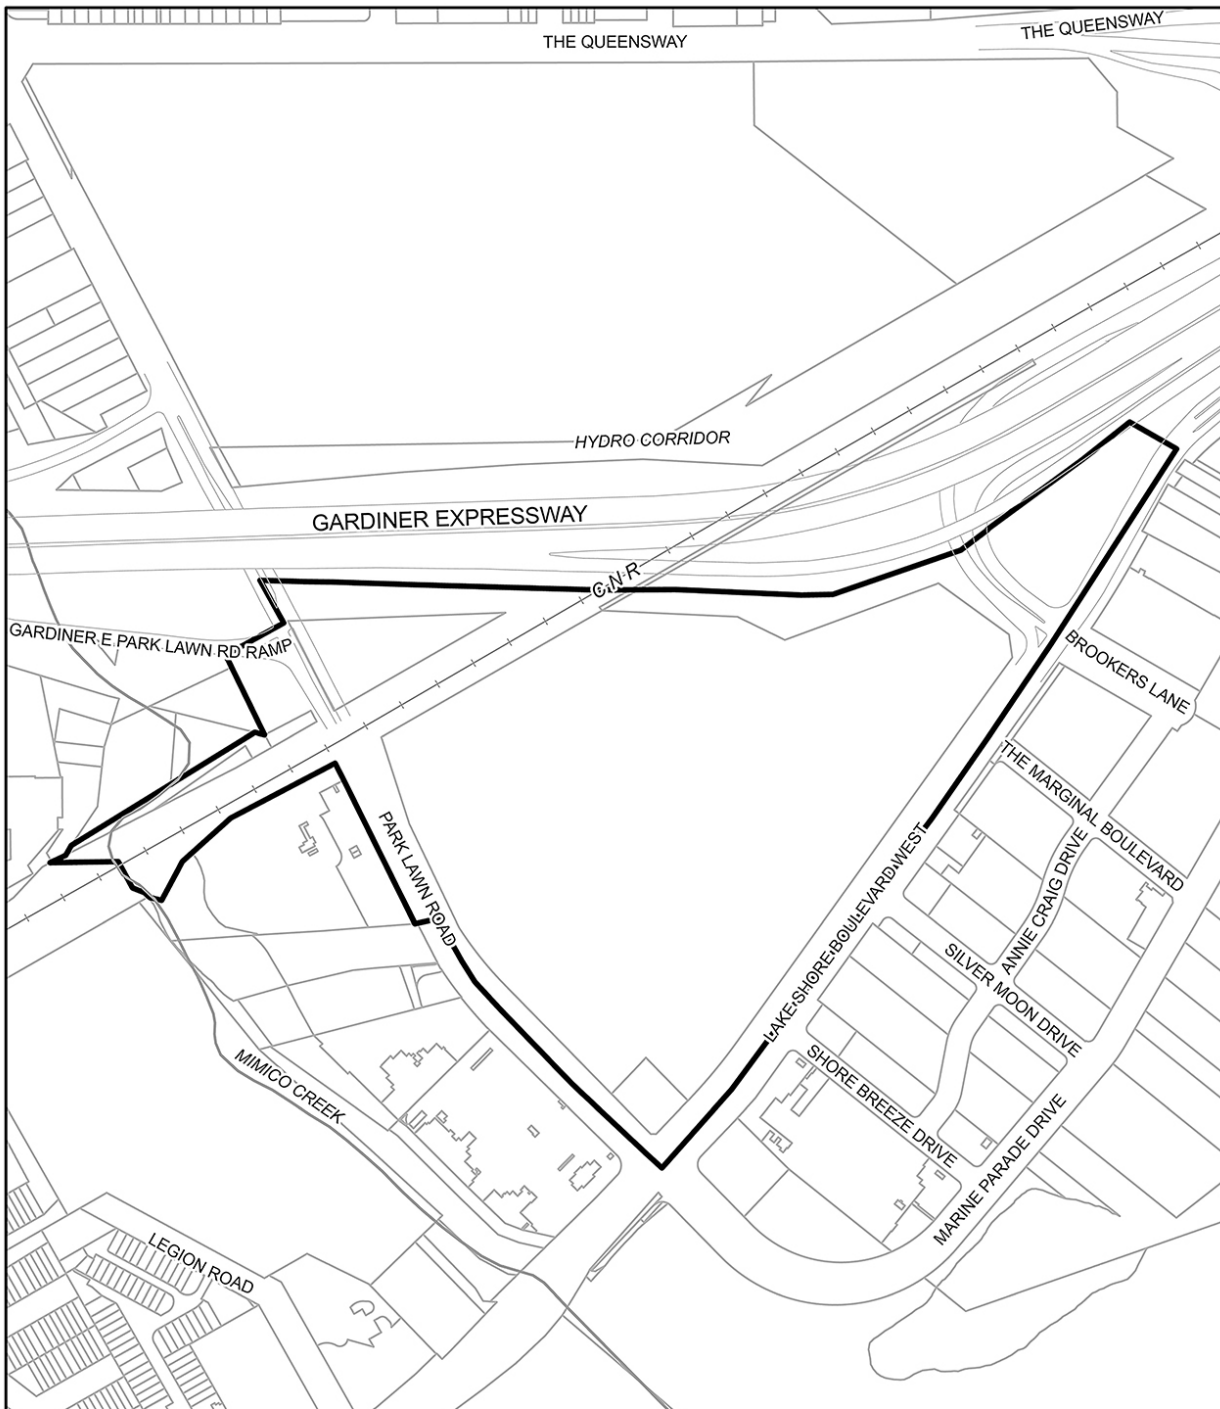 THE QUEENSWAY
THE QUEENSWAY
HYDRO CORRIDOR
GARDINER EXPRESSWAY
C N R
GARDINER E PARK LAWN RD RAMP
BROOKERS LANE
THE MARGINAL BOULEVARD
PARK LAWN ROAD
LAKE SHORE BOULEVARD WEST
ANNIE CRAIG DRIVE
SILVER MOON DRIVE
SHORE BREEZE DRIVE
MIMICO CREEK
MARINE PARADE DRIVE
LEGION ROAD